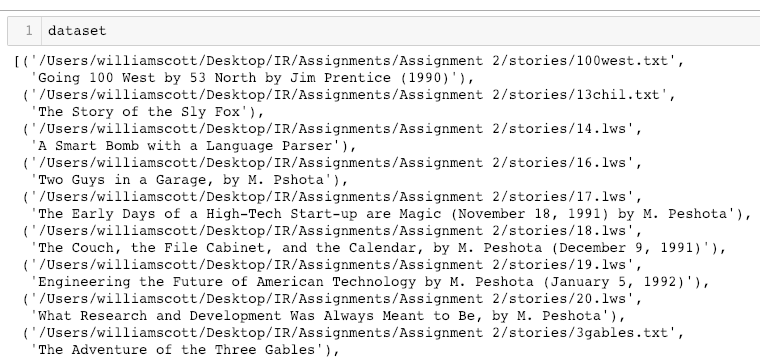 1 dataset
[('/Users/williamscott/Desktop/IR/Assignments/Assignment 2/stories/100west.txt',
'Going 100 West by 53 North by Jim Prentice (1990)'),
('/Users/williamscott/Desktop/IR/Assignments/Assignment 2/stories/13chil.txt',
'The Story of the Sly Fox'),
('/Users/williamscott/Desktop/IR/Assignments/Assignment 2/stories/14.lws',
'A Smart Bomb with a Language Parser'),
('/Users/williamscott/Desktop/IR/Assignments/Assignment 2/stories/16.lws',
'Two Guys in a Garage, by M. Pshota'),
('/Users/williamscott/Desktop/IR/Assignments/Assignment 2/stories/17.lws',
'The Early Days of a High-Tech Start-up are Magic (November 18, 1991) by M. Peshota'),
('/Users/williamscott/Desktop/IR/Assignments/Assignment 2/stories/18.lws',
'The Couch, the File Cabinet, and the Calendar, by M. Peshota (December 9, 1991)'),
('/Users/williamscott/Desktop/IR/Assignments/Assignment 2/stories/19.lws',
'Engineering the Future of American Technology by M. Peshota (January 5, 1992)'),
('/Users/williamscott/Desktop/IR/Assignments/Assignment 2/stories/20.lws',
'What Research and Development Was Always Meant to Be, by M. Peshota'),
('/Users/williamscott/Desktop/IR/Assignments/Assignment 2/stories/3gables.txt',
'The Adventure of the Three Gables'),